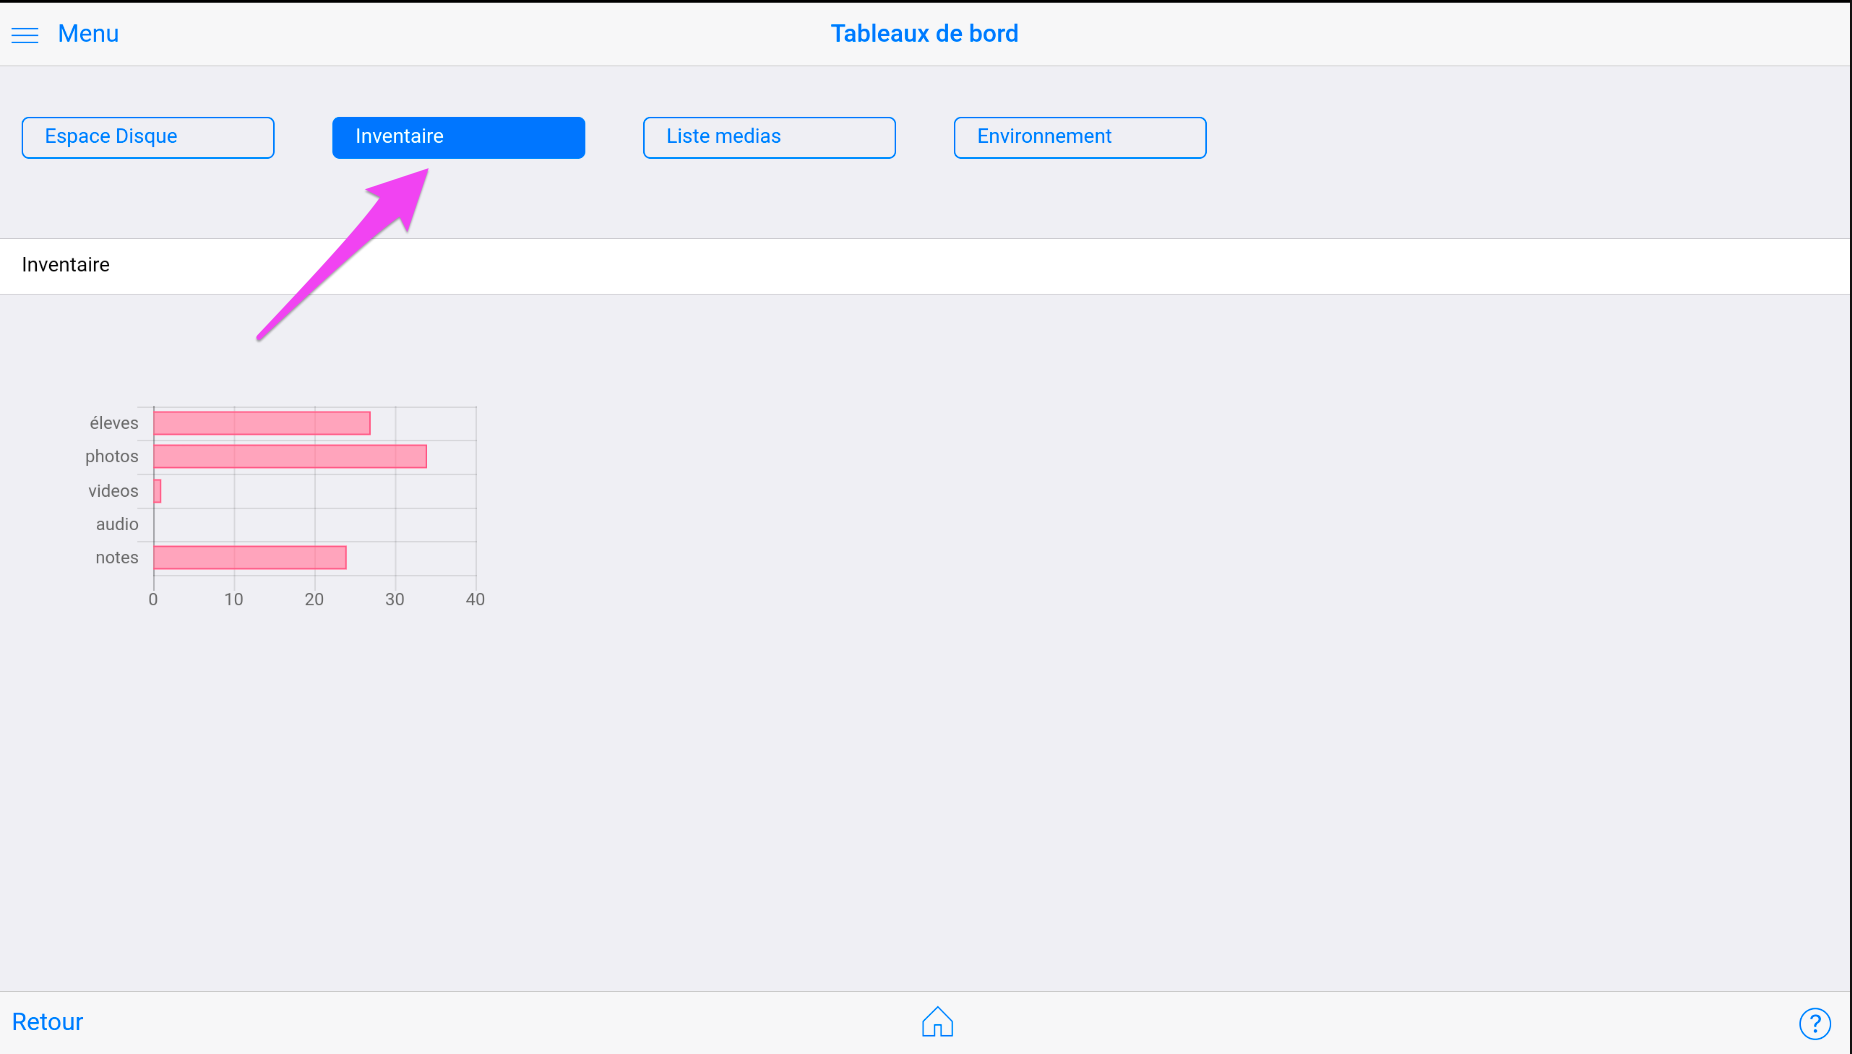 Menu
Tableaux de bord
Espace Disque
Inventaire
Liste medias
Environnement
Inventaire
éleves
photos
videos
audio
notes
0 10 20 30 40
Retour
?